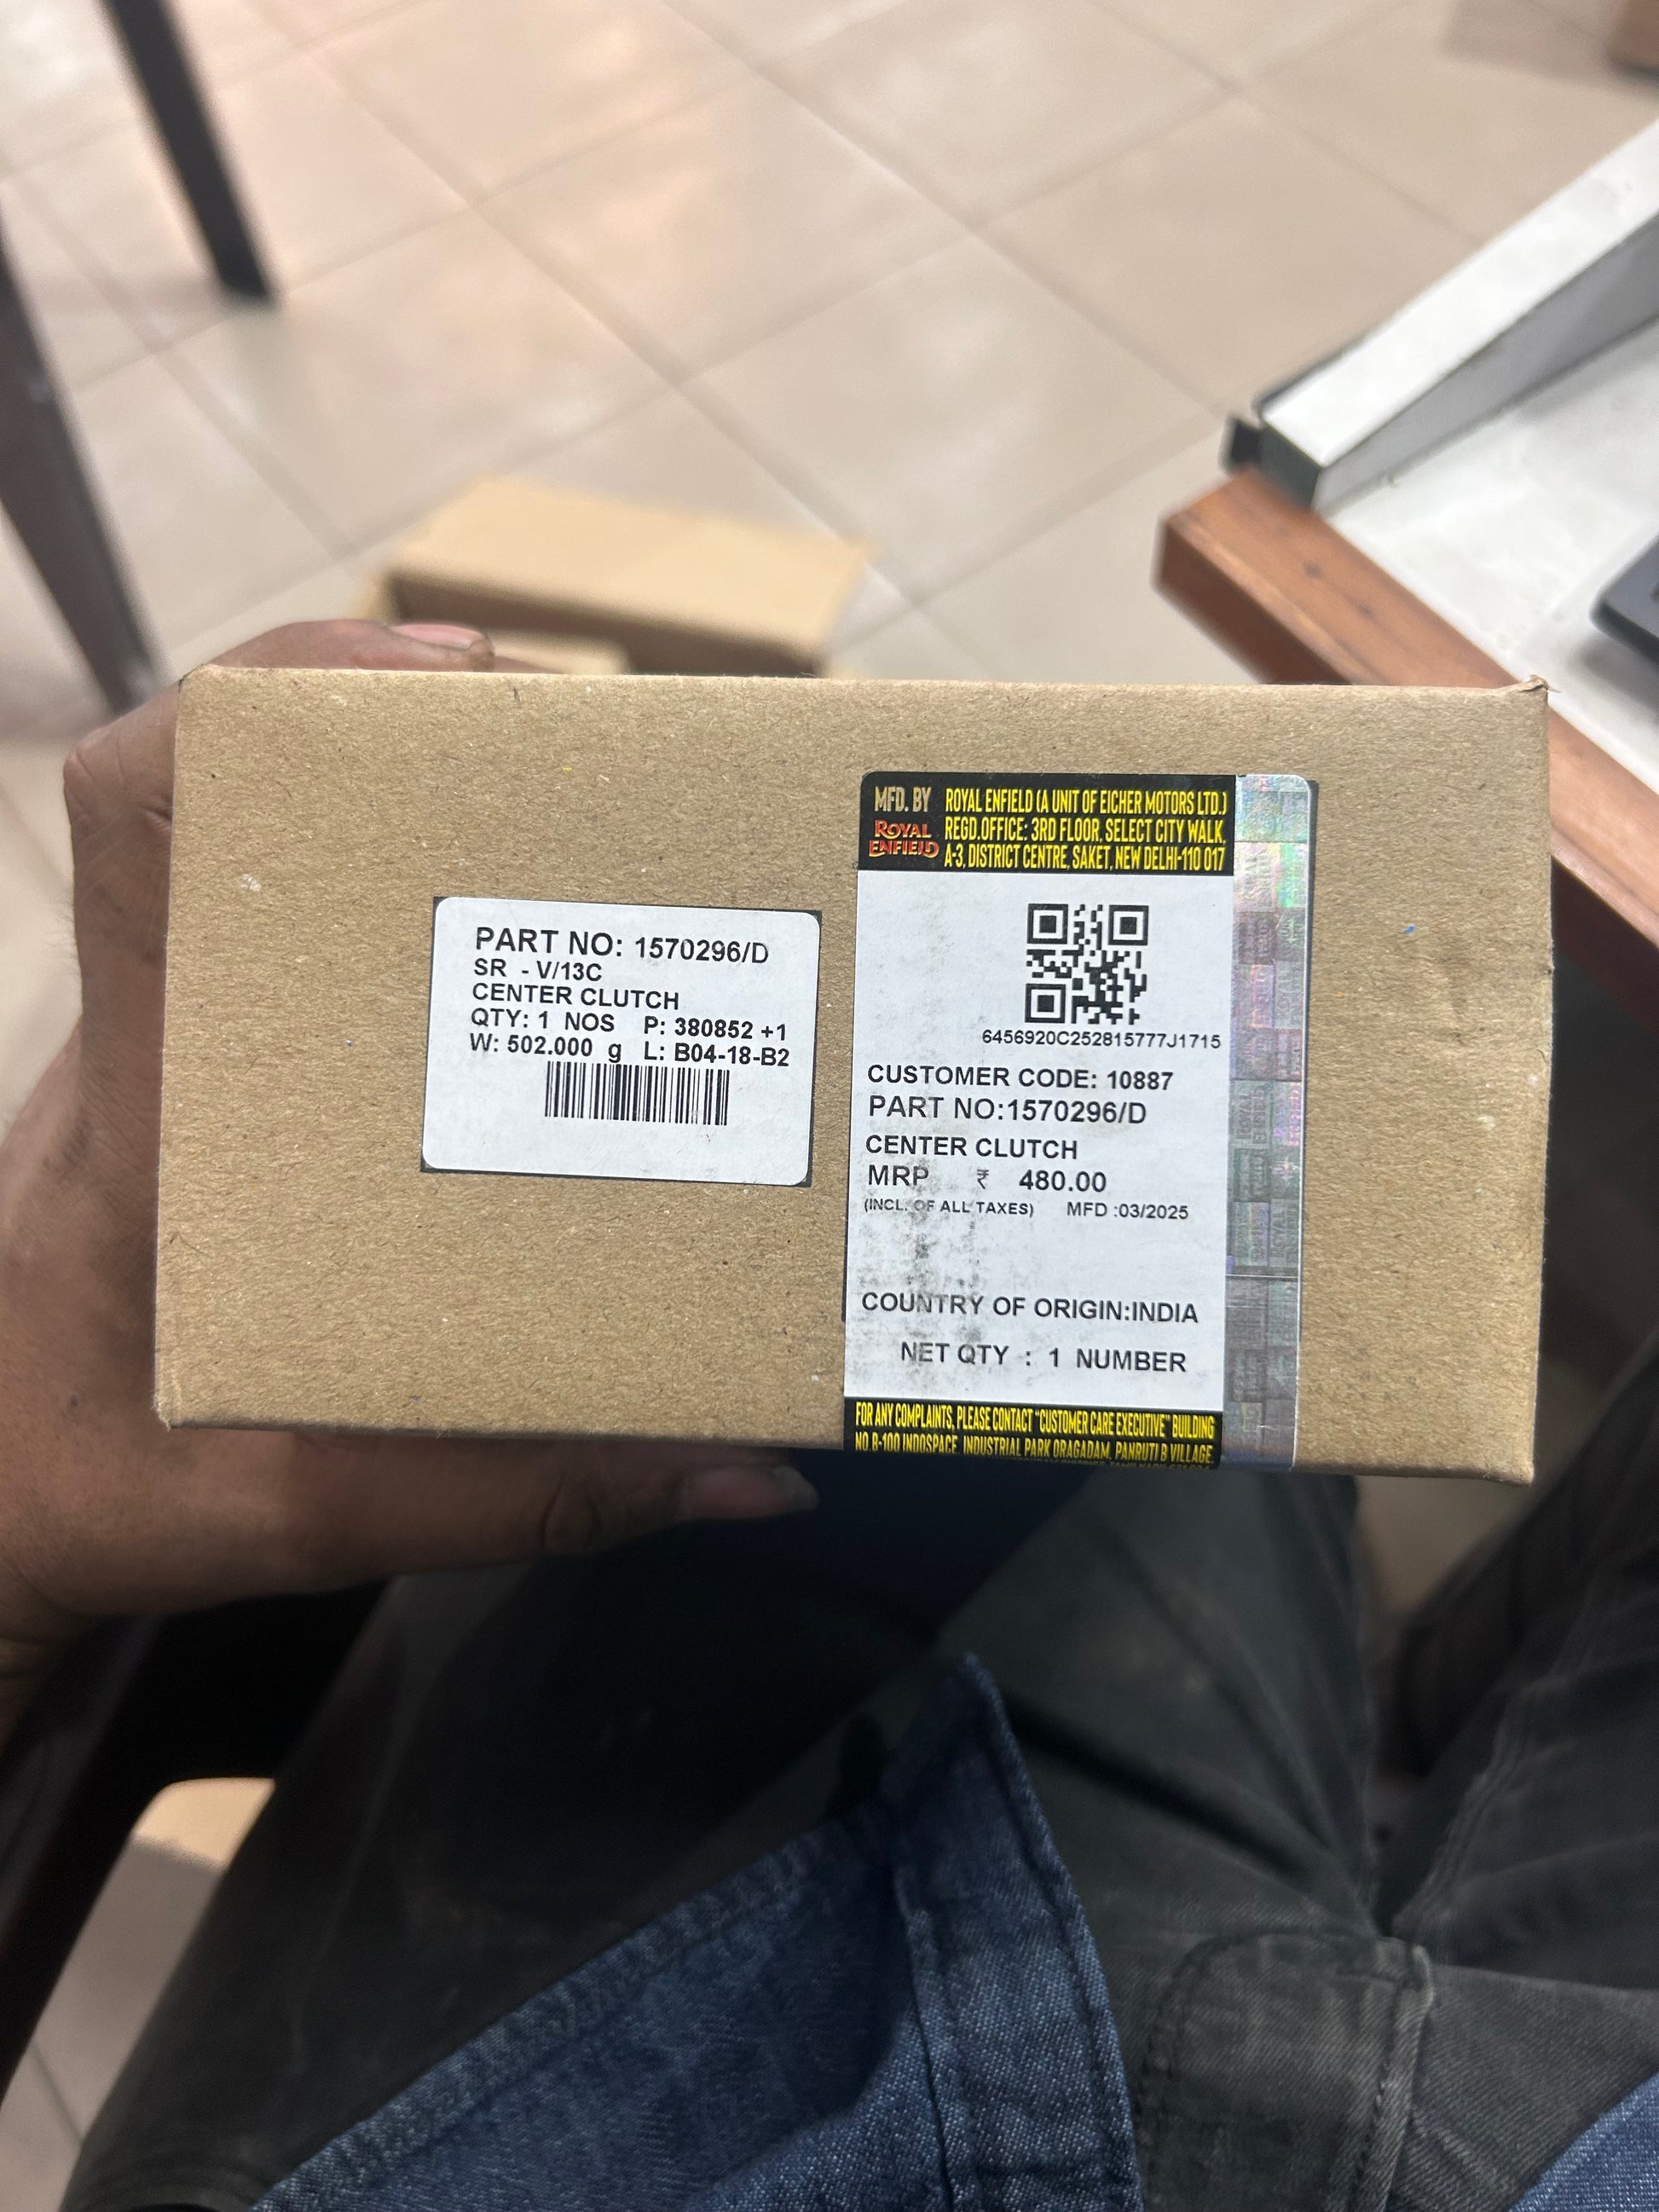 PART NO: 1570296/D
SR - V/13C
CENTER CLUTCH
QTY: 1 NOS P: 380852 +1
W: 502.000 g L: B04-18-B2
MFD. BY
ROYAL ENFIELD
ROYAL ENFIELD (A UNIT OF EICHER MOTORS LTD.)
REGD.OFFICE: 3RD FLOOR, SELECT CITY WALK,
A-3, DISTRICT CENTRE, SAKET, NEW DELHI-110 017
6456920C252815777J1715
CUSTOMER CODE: 10887
PART NO:1570296/D
CENTER CLUTCH
MRP ₹ 480.00
(INCL. OF ALL TAXES) MFD :03/2025
COUNTRY OF ORIGIN:INDIA
NET QTY : 1 NUMBER
FOR ANY COMPLAINTS, PLEASE CONTACT "CUSTOMER CARE EXECUTIVE" BUILDING
NO B-100 INDOSPACE, INDUSTRIAL PARK ORAGADAM, PANRUTI B VILLAGE,